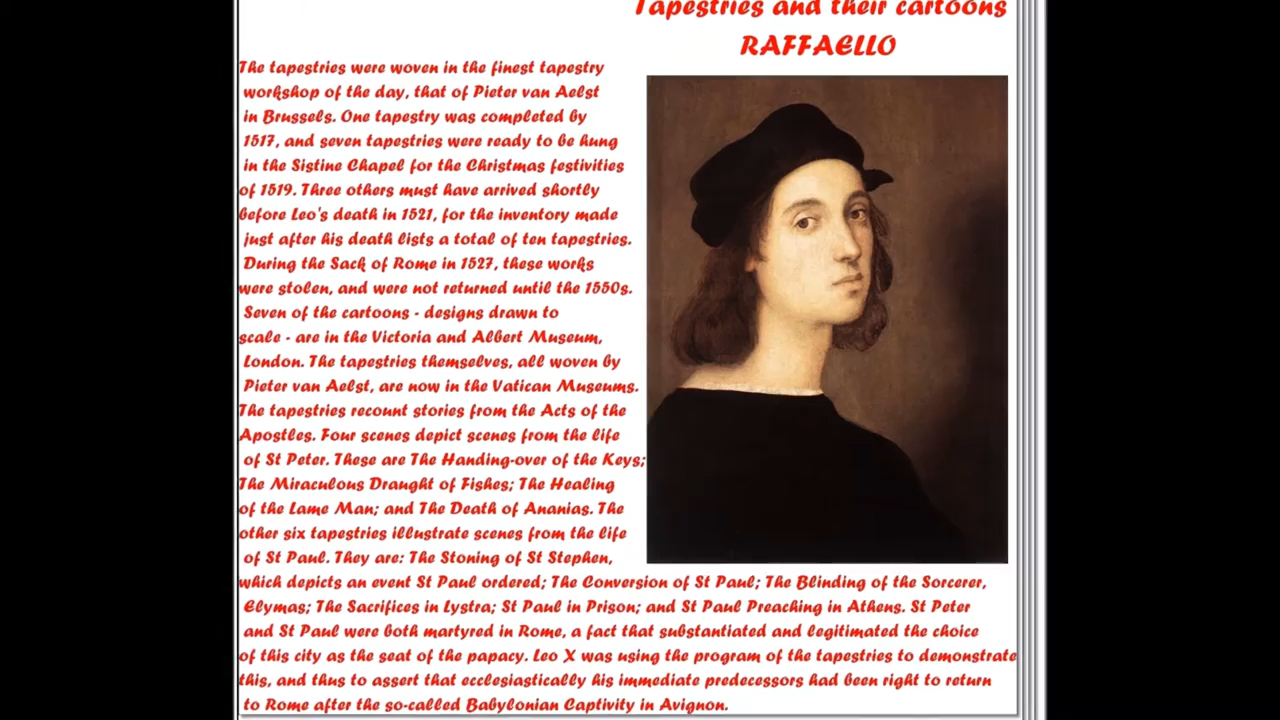 Tapestries and their cartoons
RAFFAELLO
The tapestries were woven in the finest tapestry
workshop of the day, that of Pieter van Aelst
in Brussels. One tapestry was completed by
1517, and seven tapestries were ready to be hung
in the Sistine Chapel for the Christmas festivities
of 1519. Three others must have arrived shortly
before Leo's death in 1521, for the inventory made
just after his death lists a total of ten tapestries.
During the Sack of Rome in 1527, these works
were stolen, and were not returned until the 1550s.
Seven of the cartoons - designs drawn to
scale - are in the Victoria and Albert Museum,
London. The tapestries themselves, all woven by
Pieter van Aelst, are now in the Vatican Museums.
The tapestries recount stories from the Acts of the
Apostles. Four scenes depict scenes from the life
of St Peter. These are The Handing-over of the Keys;
The Miraculous Draught of Fishes; The Healing
of the Lame Man; and The Death of Ananias. The
other six tapestries illustrate scenes from the life
of St Paul. They are: The Stoning of St Stephen,
which depicts an event St Paul ordered; The Conversion of St Paul; The Blinding of the Sorcerer,
Elymas; The Sacrifices in Lystra; St Paul in Prison; and St Paul Preaching in Athens. St Peter
and St Paul were both martyred in Rome, a fact that substantiated and legitimated the choice
of this city as the seat of the papacy. Leo X was using the program of the tapestries to demonstrate
this, and thus to assert that ecclesiastically his immediate predecessors had been right to return
to Rome after the so-called Babylonian Captivity in Avignon.